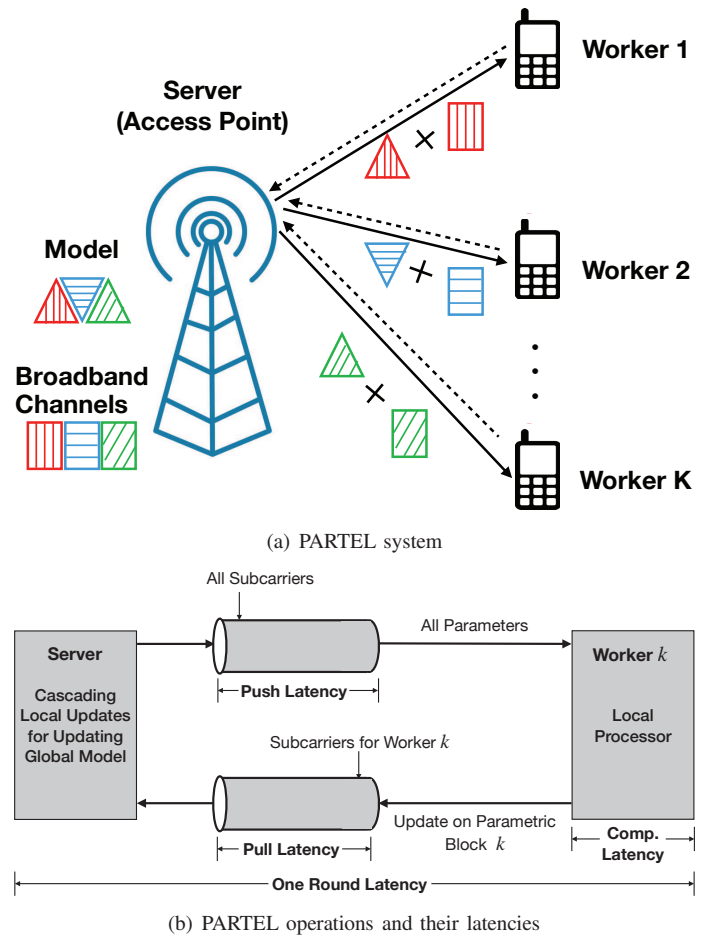 Server
(Access Point)
Worker 1
Model
Worker 2
Broadband
Channels
Worker K
(a) PARTEL system
All Subcarriers
All Parameters
Server
Cascading
Local Updates
for Updating
Global Model
Push Latency
Worker k
Local
Processor
Subcarriers for Worker k
Update on Parametric
Block k
Pull Latency
Comp.
Latency
One Round Latency
(b) PARTEL operations and their latencies